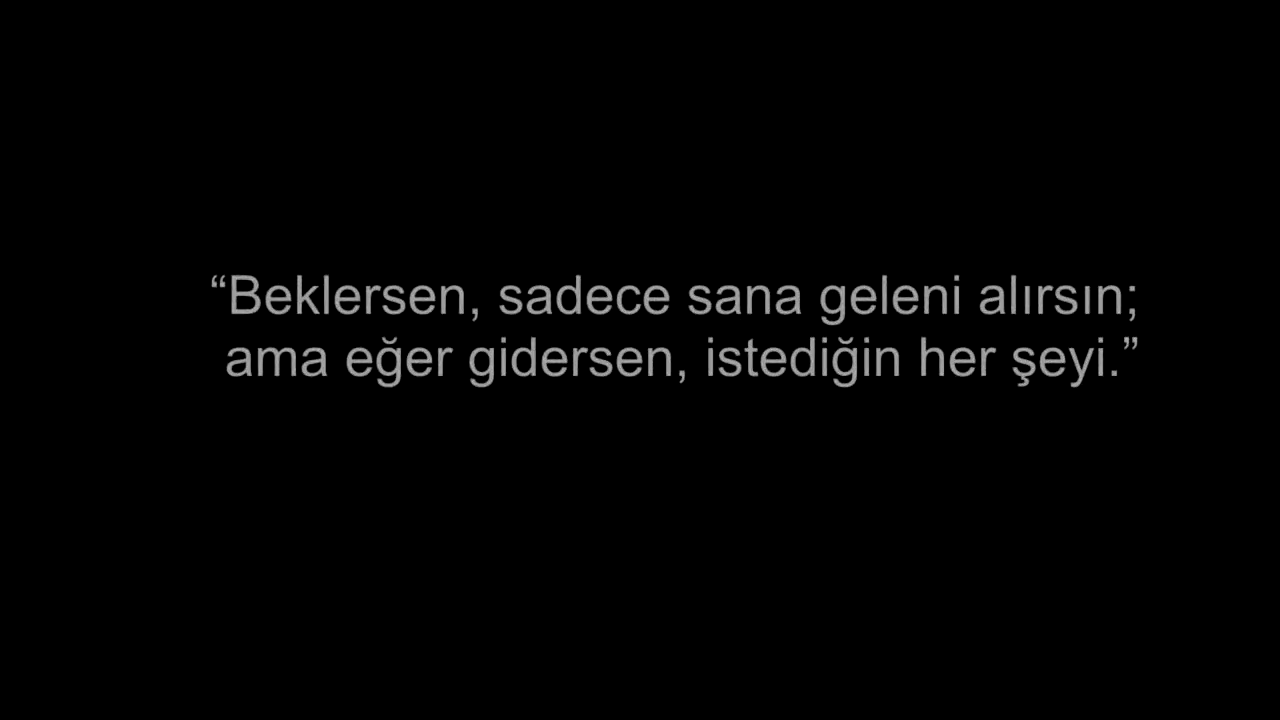 “Beklersen, sadece sana geleni alırsın;
ama eğer gidersen, istediğin her şeyi.”